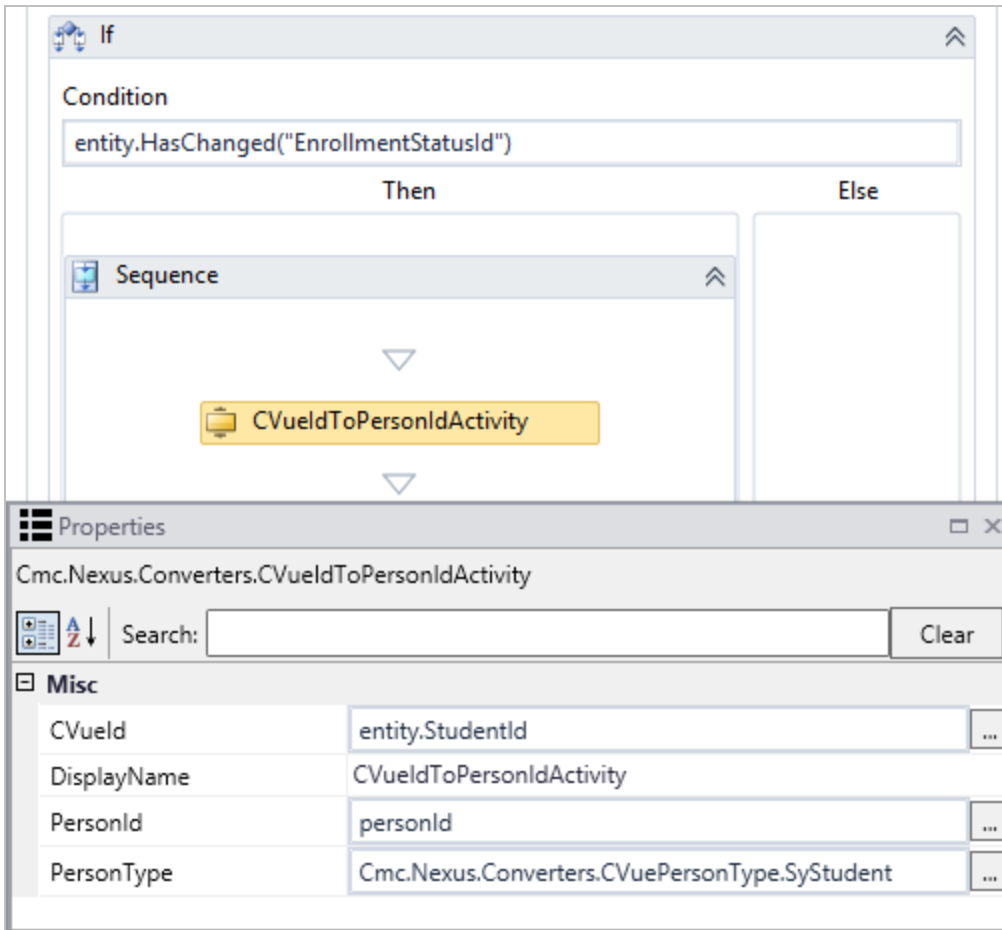 If
Condition
entity.HasChanged("EnrollmentStatusId")
Then Else
Sequence
CVueIdToPersonIdActivity
Properties
Cmc.Nexus.Converters.CVueIdToPersonIdActivity
A Z Search: Clear
Misc
CVueId entity.StudentId ...
DisplayName CVueIdToPersonIdActivity
PersonId personId ...
PersonType Cmc.Nexus.Converters.CVuePersonType.SyStudent ...